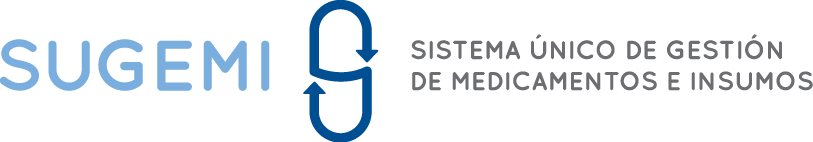 SUGEMI
SISTEMA ÚNICO DE GESTIÓN
DE MEDICAMENTOS E INSUMOS